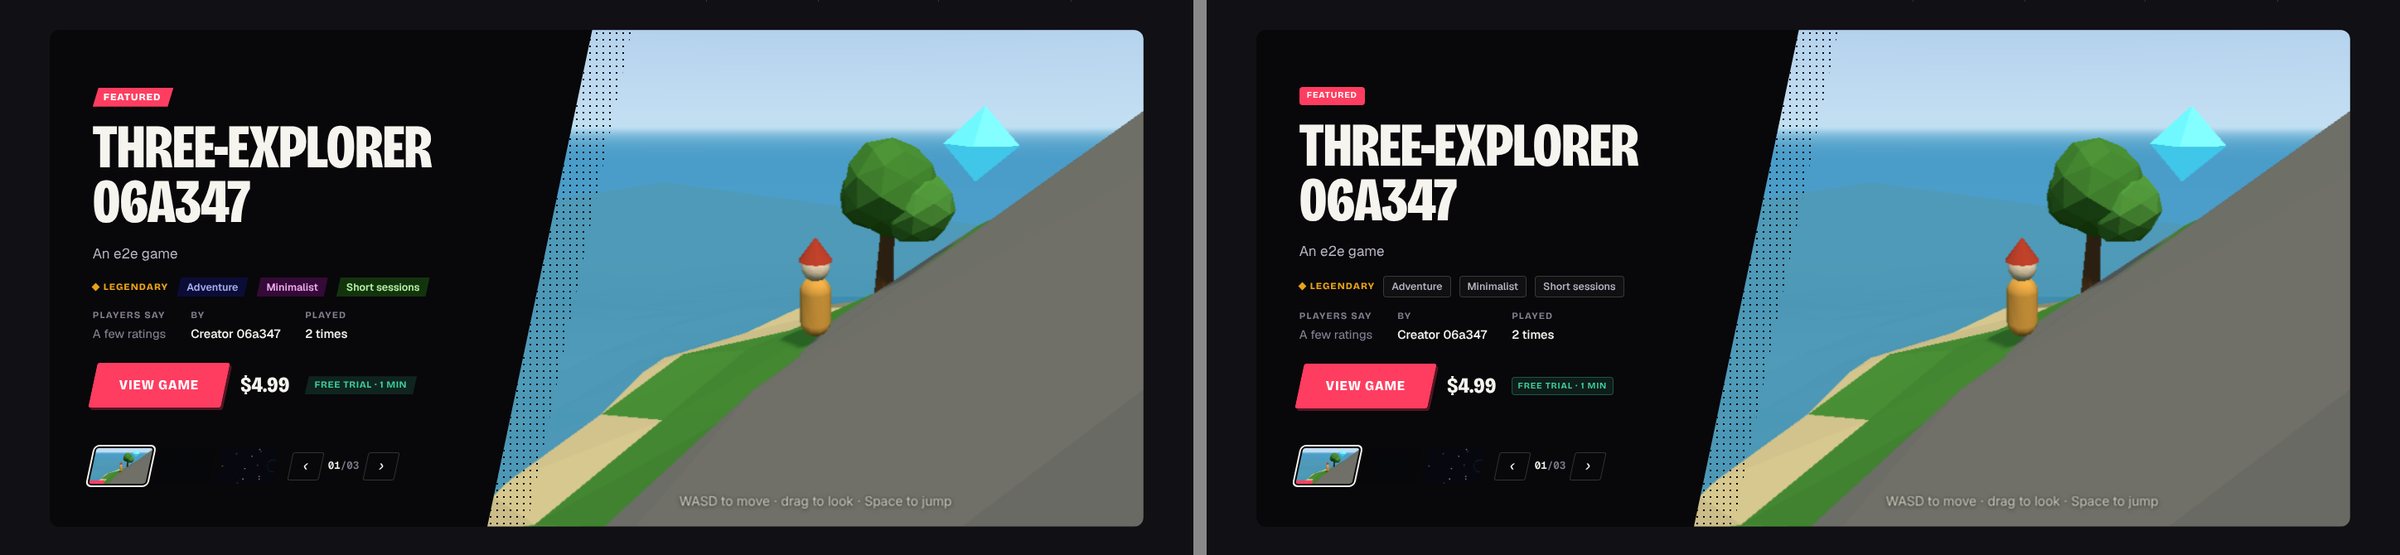 FEATURED
THREE-EXPLORER
06A347
An e2e game
◆ LEGENDARY Adventure Minimalist Short sessions
PLAYERS SAY BY PLAYED
A few ratings Creator 06a347 2 times
VIEW GAME $4.99 FREE TRIAL · 1 MIN
‹ 01/03 ›
WASD to move · drag to look · Space to jump
FEATURED
THREE-EXPLORER
06A347
An e2e game
◆ LEGENDARY Adventure Minimalist Short sessions
PLAYERS SAY BY PLAYED
A few ratings Creator 06a347 2 times
VIEW GAME $4.99 FREE TRIAL · 1 MIN
‹ 01/03 ›
WASD to move · drag to look · Space to jump